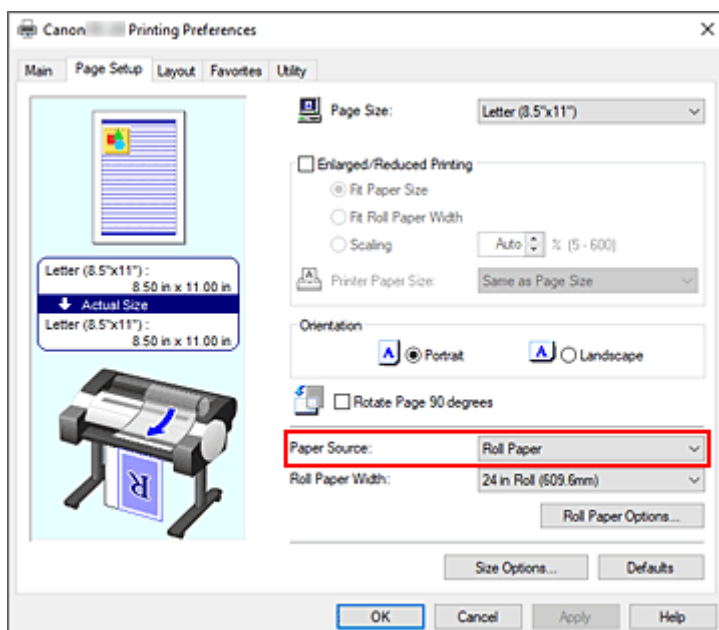 Canon Printing Preferences
Main Page Setup Layout Favorites Utility
Page Size: Letter (8.5"x11")
Enlarged/Reduced Printing
Fit Paper Size
Fit Roll Paper Width
Scaling Auto % (5 - 600)
Printer Paper Size: Same as Page Size
Letter (8.5"x11") :
8.50 in x 11.00 in
Actual Size
Letter (8.5"x11") :
8.50 in x 11.00 in
Orientation
A Portrait A Landscape
Rotate Page 90 degrees
Paper Source: Roll Paper
Roll Paper Width: 24 in Roll (609.6mm)
R
Roll Paper Options...
Size Options... Defaults
OK Cancel Apply Help